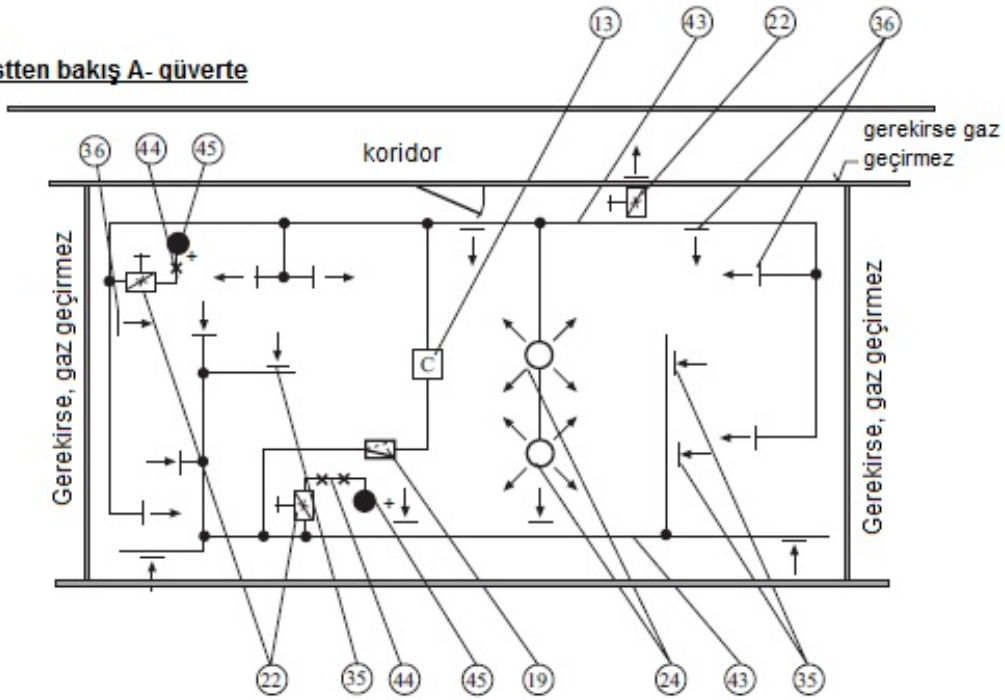 13
43
22
36
stten bakış A- güverte
gerekirse gaz
geçirmez
36
44
45
koridor
Gerekirse, gaz geçirmez
+
C
+
Gerekirse, gaz geçirmez
22
35
44
45
19
24
43
35